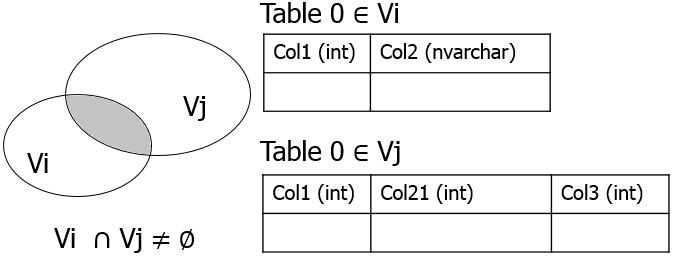 Table 0 ∈ Vi
Col1 (int) Col2 (nvarchar)
Vj
Vi
Table 0 ∈ Vj
Col1 (int) Col21 (int) Col3 (int)
Vi ∩ Vj ≠ ∅